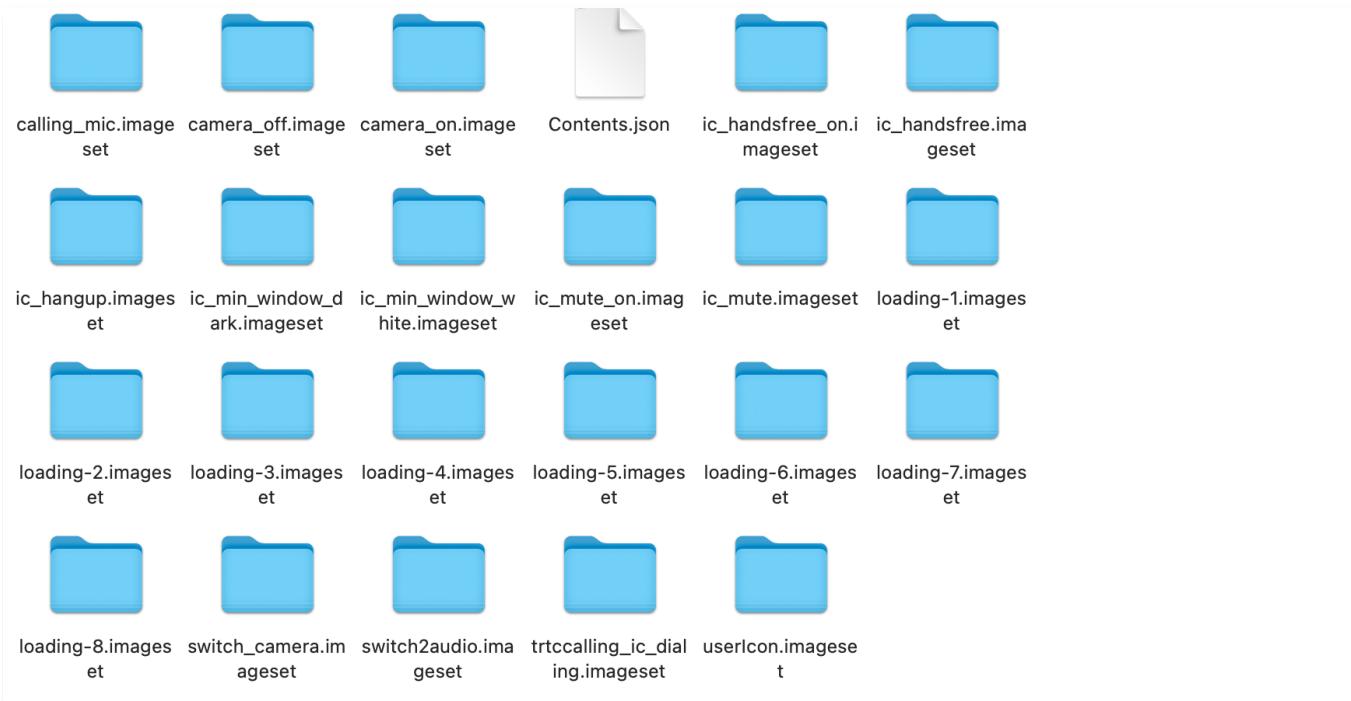 calling_mic.image
set
camera_off.image
set
camera_on.image
set
Contents.json
ic_handsfree_on.i
mageset
ic_handsfree.ima
geset
ic_hangup.images
et
ic_min_window_d
ark.imageset
ic_min_window_w
hite.imageset
ic_mute_on.imag
eset
ic_mute.imageset
loading-1.images
et
loading-2.images
et
loading-3.images
et
loading-4.images
et
loading-5.images
et
loading-6.images
et
loading-7.images
et
loading-8.images
et
switch_camera.im
ageset
switch2audio.ima
geset
trtccalling_ic_dial
ing.imageset
userIcon.imagese
t